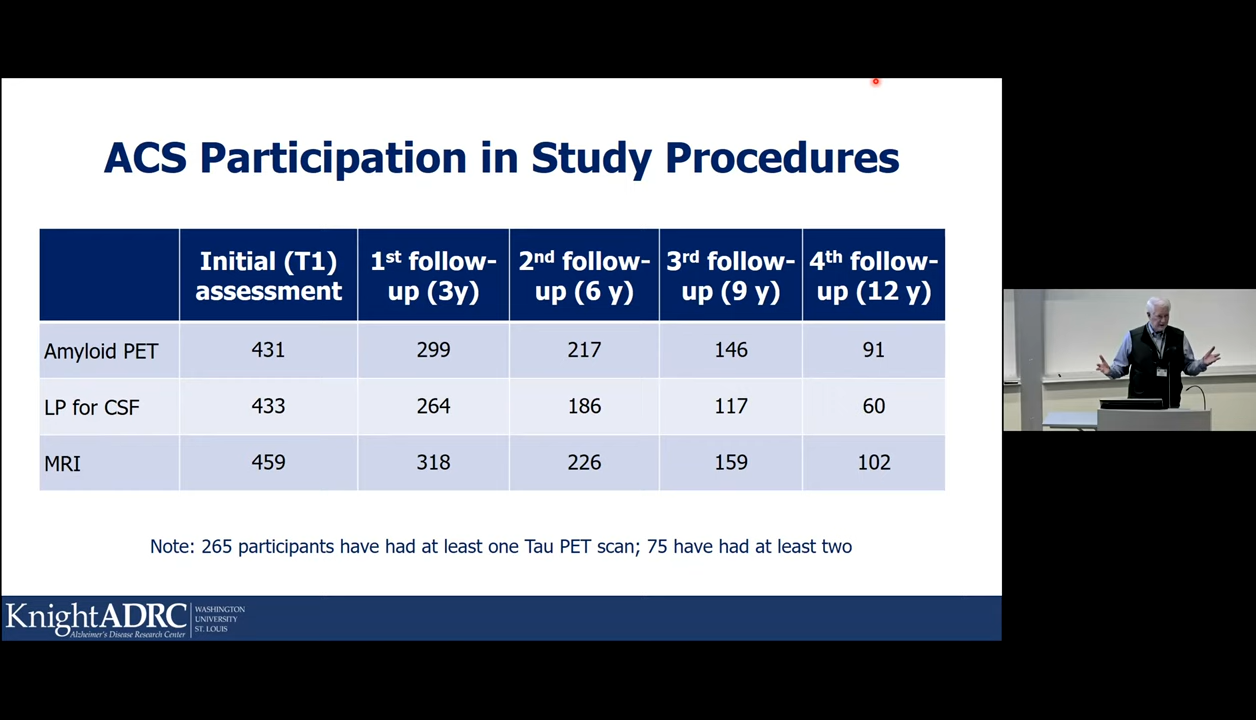 ACS Participation in Study Procedures
Initial (T1) assessment
1st follow-up (3y)
2nd follow-up (6 y)
3rd follow-up (9 y)
4th follow-up (12 y)
Amyloid PET 431 299 217 146 91
LP for CSF 433 264 186 117 60
MRI 459 318 226 159 102
Note: 265 participants have had at least one Tau PET scan; 75 have had at least two
KnightADRC
Alzheimer's Disease Research Center
WASHINGTON
UNIVERSITY
ST. LOUIS